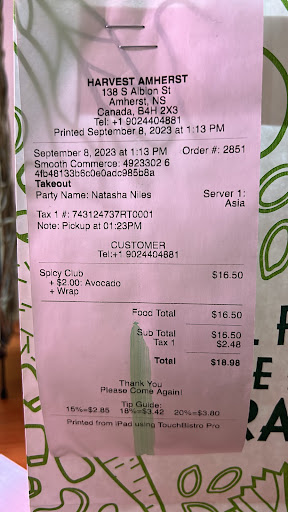 HARVEST AMHERST
138 S Albion St
Amherst, NS
Canada, B4H 2X3
Tel: +1 9024404881
Printed September 8, 2023 at 1:13 PM
September 8, 2023 at 1:13 PM Order #: 2851
Smooth Commerce: 4923302 6
4fb48133b6c0e0adc985b8a
Takeout
Party Name: Natasha Niles Server 1:
Asia
Tax 1 #: 743124737RT0001
Note: Pickup at 01:23PM
CUSTOMER
Tel:+1 9024404881
Spicy Club $16.50
+ $2.00: Avocado
+ Wrap
Food Total $16.50
Sub Total $16.50
Tax 1 $2.48
Total $18.98
Thank You
Please Come Again!
Tip Guide:
15%=$2.85 18%=$3.42 20%=$3.80
Printed from iPad using TouchBistro Pro